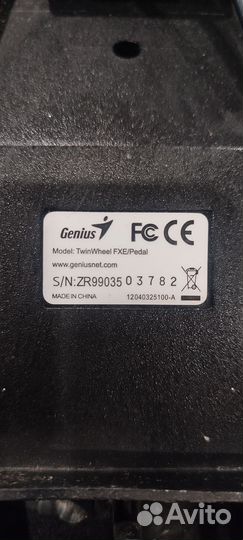 Genius FC CE
Model: TwinWheel FXE/Pedal
www.geniusnet.com
S/N:ZR99035 03782
MADE IN CHINA 12040325100-A
Avito